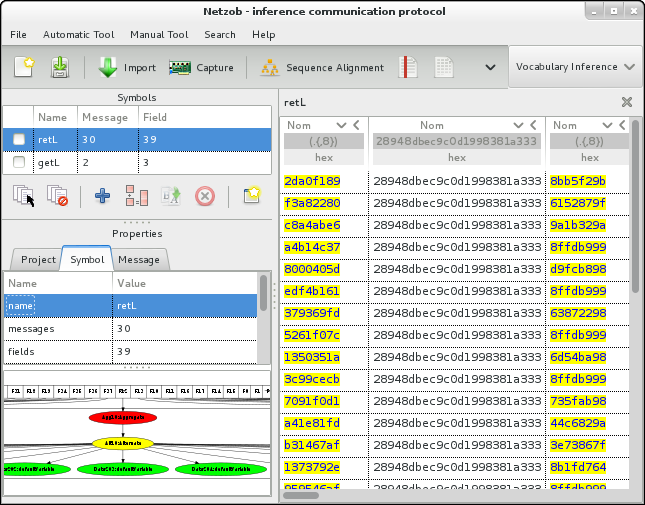 Netzob - inference communication protocol
File Automatic Tool Manual Tool Search Help
Import Capture Sequence Alignment Vocabulary Inference
Symbols
Name Message Field
retL 30 39
getL 2 3
Properties
Project Symbol Message
Name Value
name retL
messages 30
fields 39
retL
Nom Nom Nom
(.{,8}) 28948dbec9c0d1998381a333 (.{,8})
hex hex hex
2da0f189 28948dbec9c0d1998381a333 8bb5f29b
f3a82280 28948dbec9c0d1998381a333 6152879f
c8a4abe6 28948dbec9c0d1998381a333 9a1b329a
a4b14c37 28948dbec9c0d1998381a333 8ffdb999
8000405d 28948dbec9c0d1998381a333 d9fcb898
edf4b161 28948dbec9c0d1998381a333 8ffdb999
379369fd 28948dbec9c0d1998381a333 63872298
5261f07c 28948dbec9c0d1998381a333 8ffdb999
1350351a 28948dbec9c0d1998381a333 6d54ba98
3c99cecb 28948dbec9c0d1998381a333 8ffdb999
7091f0d1 28948dbec9c0d1998381a333 735fab98
a41e81fd 28948dbec9c0d1998381a333 44c6829a
b31467af 28948dbec9c0d1998381a333 3e73867f
1373792e 28948dbec9c0d1998381a333 8b1fd764
28948dbec9c0d1998381a333 8ffdb999